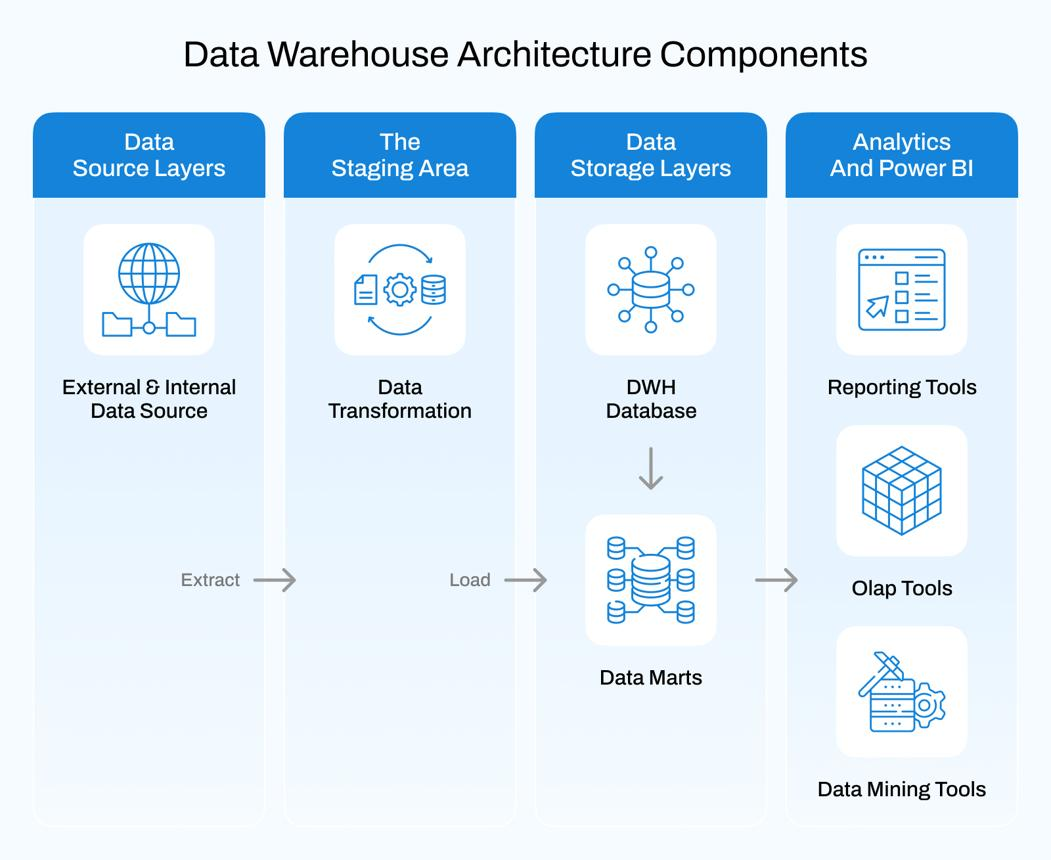 Data Warehouse Architecture Components
Data
Source Layers
External & Internal
Data Source
Extract
The
Staging Area
Data
Transformation
Load
Data
Storage Layers
DWH
Database
Data Marts
Analytics
And Power BI
Reporting Tools
Olap Tools
Data Mining Tools